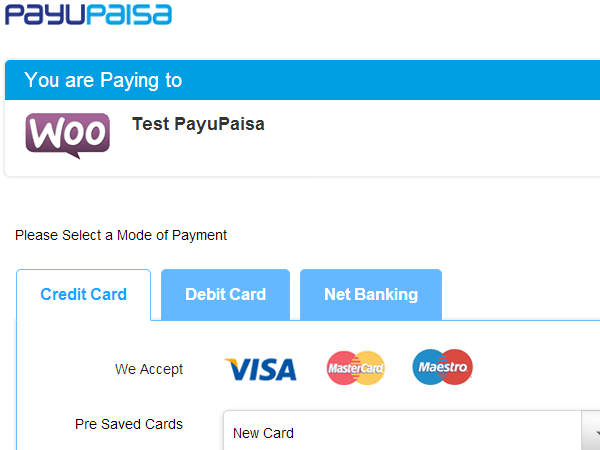 PayUPaisa
You are Paying to
Woo
Test PayuPaisa
Please Select a Mode of Payment
Credit Card Debit Card Net Banking
We Accept VISA MasterCard Maestro
Pre Saved Cards New Card